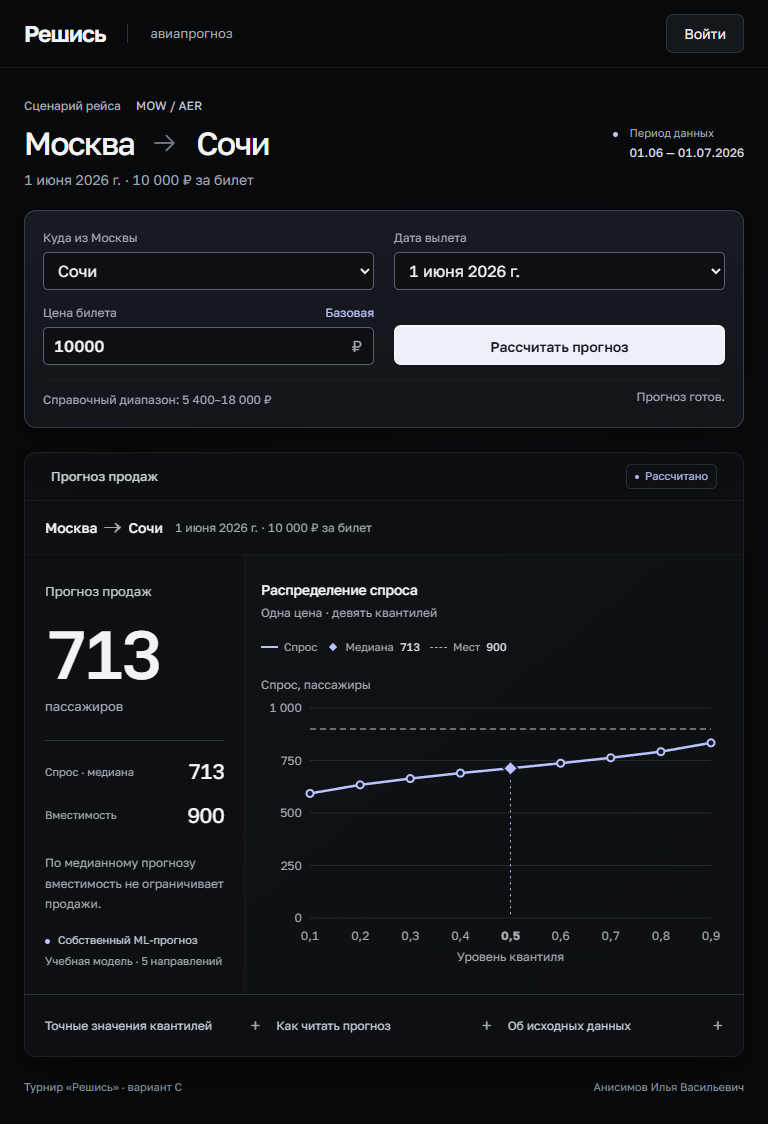 Решись
авиапрогноз
Войти
Сценарий рейса MOW / AER
Москва → Сочи
1 июня 2026 г. · 10 000 ₽ за билет
Период данных
01.06 — 01.07.2026
Куда из Москвы
Сочи
Дата вылета
1 июня 2026 г.
Цена билета
Базовая
10000 ₽
Рассчитать прогноз
Справочный диапазон: 5 400–18 000 ₽
Прогноз готов.
Прогноз продаж
Рассчитано
Москва → Сочи 1 июня 2026 г. · 10 000 ₽ за билет
Прогноз продаж
713
пассажиров
Спрос · медиана 713
Вместимость 900
По медианному прогнозу
вместимость не ограничивает
продажи.
Собственный ML-прогноз
Учебная модель · 5 направлений
Распределение спроса
Одна цена · девять квантилей
Спрос Медиана 713 Мест 900
Спрос, пассажиры
1 000
750
500
250
0
0,1 0,2 0,3 0,4 0,5 0,6 0,7 0,8 0,9
Уровень квантиля
Точные значения квантилей +
Как читать прогноз +
Об исходных данных +
Турнир «Решись» · вариант C
Анисимов Илья Васильевич